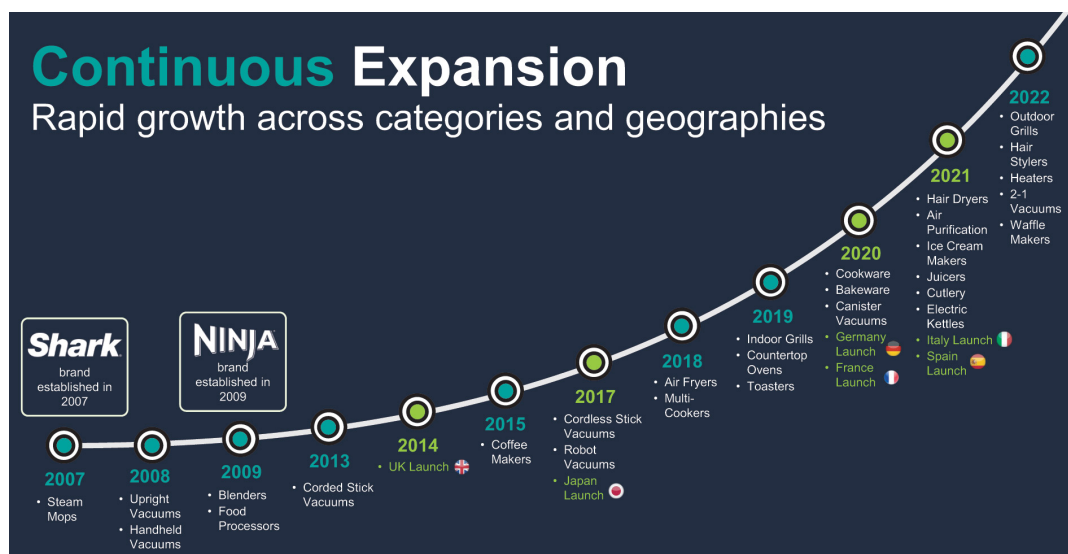 Continuous Expansion
Rapid growth across categories and geographies
Shark
brand
established in
2007
NINJA
brand
established in
2009
2007
• Steam
Mops
2008
• Upright
Vacuums
• Handheld
Vacuums
2009
• Blenders
• Food
Processors
2013
• Corded Stick
Vacuums
2014
• UK Launch
2015
• Coffee
Makers
2017
• Cordless Stick
Vacuums
• Robot
Vacuums
• Japan
Launch
2018
• Air Fryers
• Multi-
Cookers
2019
• Indoor Grills
• Countertop
Ovens
• Toasters
2020
• Cookware
• Bakeware
• Canister
Vacuums
• Germany
Launch
• France
Launch
2021
• Hair Dryers
• Air
Purification
• Ice Cream
Makers
• Juicers
• Cutlery
• Electric
Kettles
• Italy Launch
• Spain
Launch
2022
• Outdoor
Grills
• Hair
Stylers
• Heaters
• 2-1
Vacuums
• Waffle
Makers